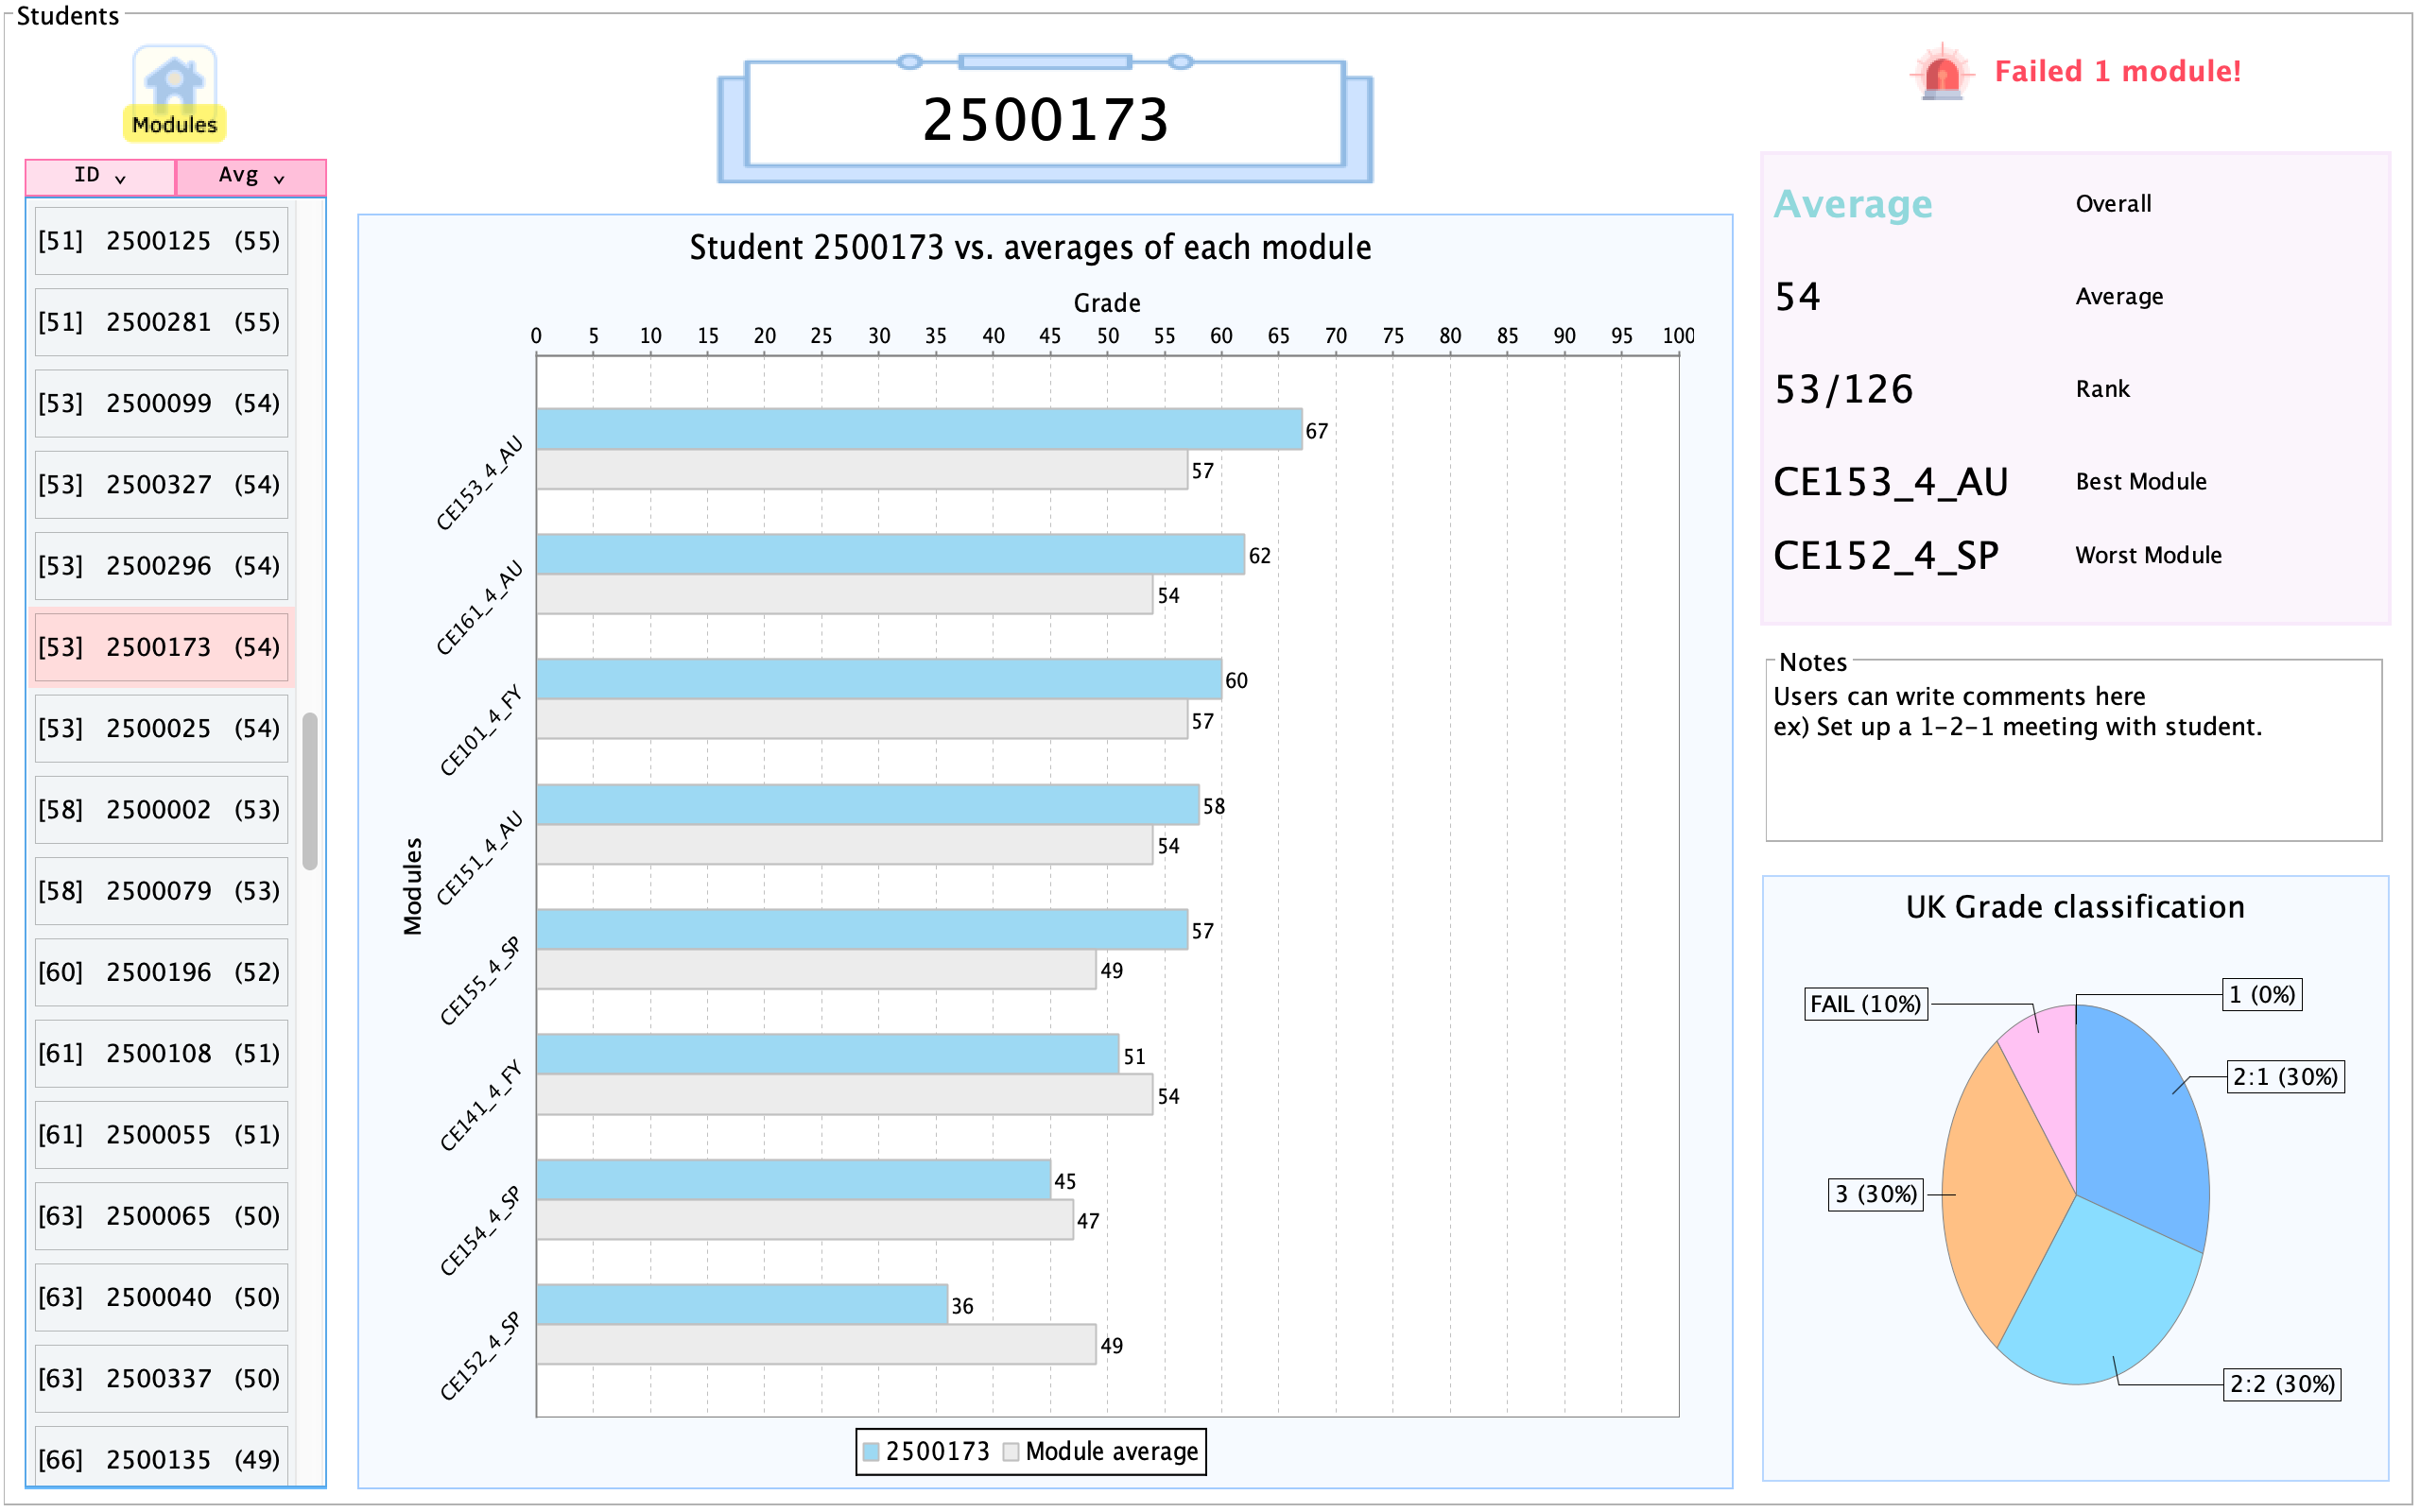 Students
Modules
ID ⌄ Avg ⌄
[51] 2500125 (55)
[51] 2500281 (55)
[53] 2500099 (54)
[53] 2500327 (54)
[53] 2500296 (54)
[53] 2500173 (54)
[53] 2500025 (54)
[58] 2500002 (53)
[58] 2500079 (53)
[60] 2500196 (52)
[61] 2500108 (51)
[61] 2500055 (51)
[63] 2500065 (50)
[63] 2500040 (50)
[63] 2500337 (50)
[66] 2500135 (49)
2500173
Student 2500173 vs. averages of each module
Grade
0 5 10 15 20 25 30 35 40 45 50 55 60 65 70 75 80 85 90 95 100
Modules
CE153_4_AU
67
57
CE161_4_AU
62
54
CE101_4_FY
60
57
CE151_4_AU
58
54
CE155_4_SP
57
49
CE141_4_FY
51
54
CE154_4_SP
45
47
CE152_4_SP
36
49
2500173 Module average
Failed 1 module!
Average Overall
54 Average
53/126 Rank
CE153_4_AU Best Module
CE152_4_SP Worst Module
Notes
Users can write comments here
ex) Set up a 1-2-1 meeting with student.
UK Grade classification
1 (0%)
FAIL (10%)
2:1 (30%)
3 (30%)
2:2 (30%)